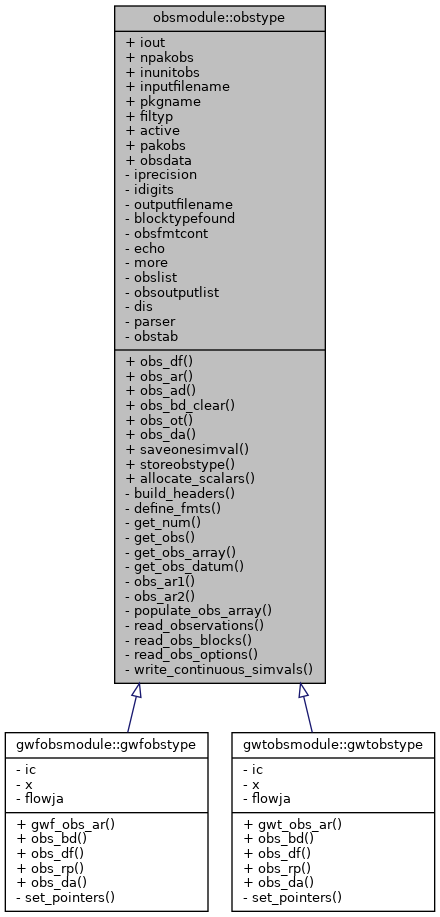 obsmodule::obstype
+ iout
+ npakobs
+ inunitobs
+ inputfilename
+ pkgname
+ filtyp
+ active
+ pakobs
+ obsdata
- iprecision
- idigits
- outputfilename
- blocktypefound
- obsfmtcont
- echo
- more
- obslist
- obsoutputlist
- dis
- parser
- obstab
+ obs_df()
+ obs_ar()
+ obs_ad()
+ obs_bd_clear()
+ obs_ot()
+ obs_da()
+ saveonesimval()
+ storeobstype()
+ allocate_scalars()
- build_headers()
- define_fmts()
- get_num()
- get_obs()
- get_obs_array()
- get_obs_datum()
- obs_ar1()
- obs_ar2()
- populate_obs_array()
- read_observations()
- read_obs_blocks()
- read_obs_options()
- write_continuous_simvals()
gwfobsmodule::gwfobstype
- ic
- x
- flowja
+ gwf_obs_ar()
+ obs_bd()
+ obs_df()
+ obs_rp()
+ obs_da()
- set_pointers()
gwtobsmodule::gwtobstype
- ic
- x
- flowja
+ gwt_obs_ar()
+ obs_bd()
+ obs_df()
+ obs_rp()
+ obs_da()
- set_pointers()